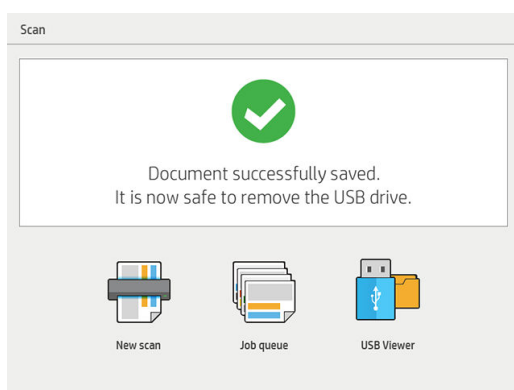 Scan
Document successfully saved.
It is now safe to remove the USB drive.
New scan
Job queue
USB Viewer